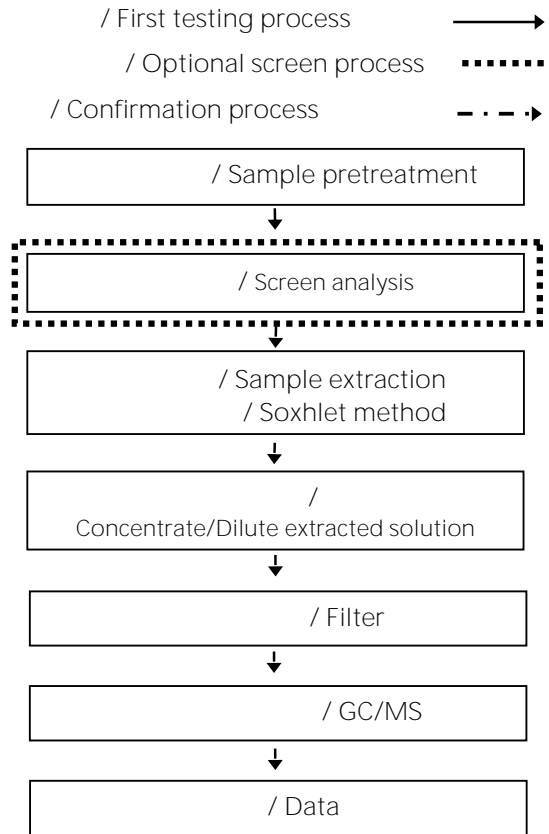 / First testing process
/ Optional screen process
/ Confirmation process
/ Sample pretreatment
/ Screen analysis
/ Sample extraction
/ Soxhlet method
/
Concentrate/Dilute extracted solution
/ Filter
/ GC/MS
/ Data